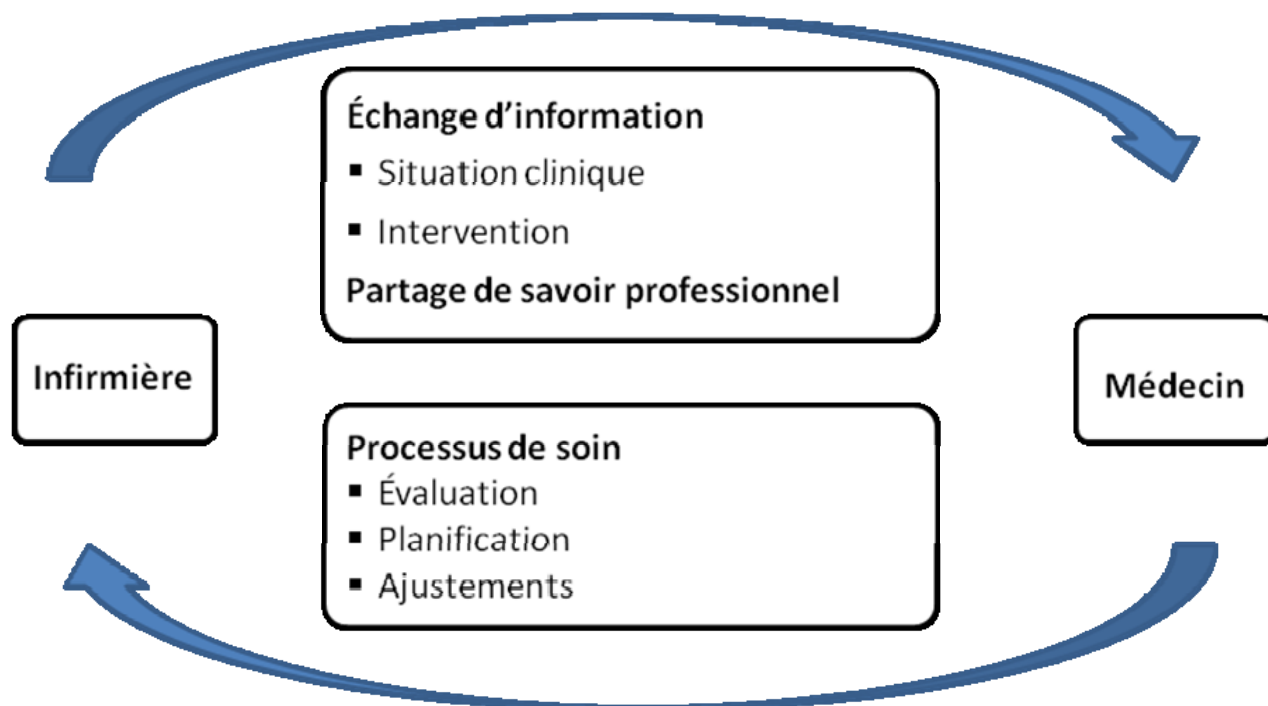 Échange d’information
▪ Situation clinique
▪ Intervention
Partage de savoir professionnel
Infirmière
Médecin
Processus de soin
▪ Évaluation
▪ Planification
▪ Ajustements